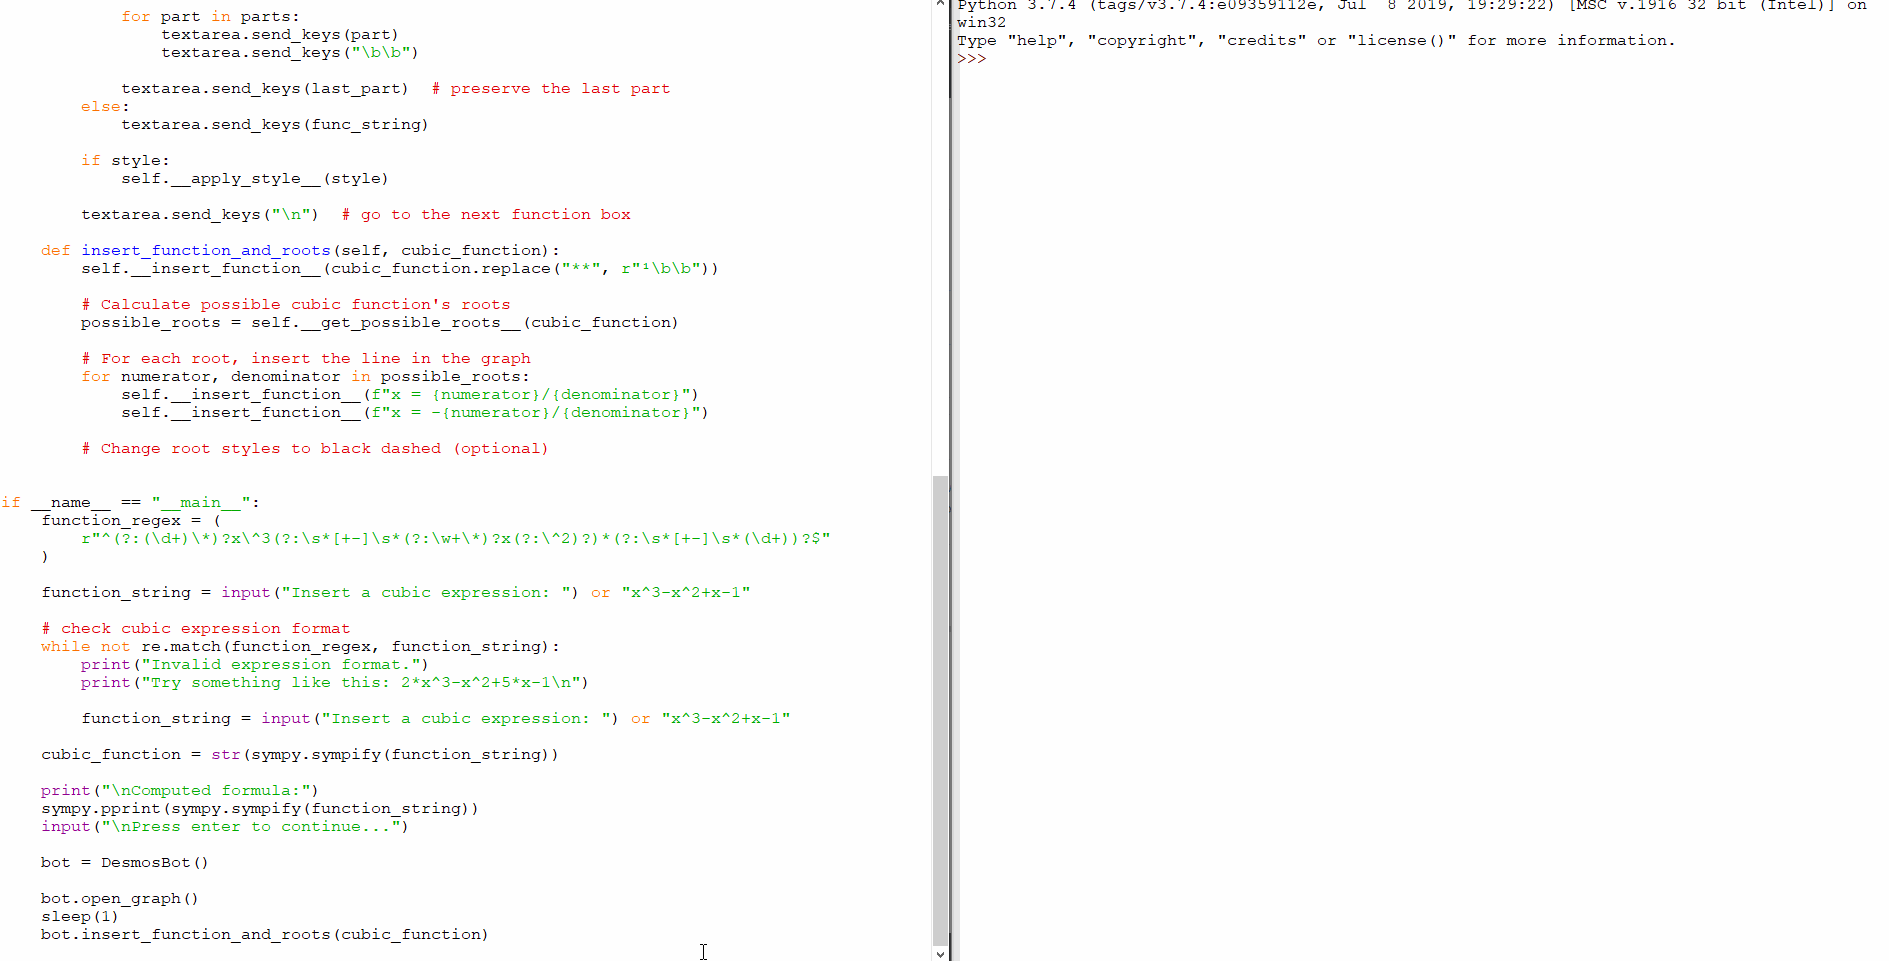 for part in parts:
textarea.send_keys(part)
textarea.send_keys("\b\b")
textarea.send_keys(last_part)  # preserve the last part
else:
textarea.send_keys(func_string)
if style:
self.__apply_style__(style)
textarea.send_keys("\n")  # go to the next function box
def insert_function_and_roots(self, cubic_function):
self.__insert_function__(cubic_function.replace("**", r"¹\b\b"))
# Calculate possible cubic function's roots
possible_roots = self.__get_possible_roots__(cubic_function)
# For each root, insert the line in the graph
for numerator, denominator in possible_roots:
self.__insert_function__(f"x = {numerator}/{denominator}")
self.__insert_function__(f"x = -{numerator}/{denominator}")
# Change root styles to black dashed (optional)
if __name__ == "__main__":
function_regex = (
r"^(?:(\d+)\*)?x\^3(?:\s*[+-]\s*(?:\w+\*)?x(?:\^2)?)*(?:\s*[+-]\s*(\d+))?$"
)
function_string = input("Insert a cubic expression: ") or "x^3-x^2+x-1"
# check cubic expression format
while not re.match(function_regex, function_string):
print("Invalid expression format.")
print("Try something like this: 2*x^3-x^2+5*x-1\n")
function_string = input("Insert a cubic expression: ") or "x^3-x^2+x-1"
cubic_function = str(sympy.sympify(function_string))
print("\nComputed formula:")
sympy.pprint(sympy.sympify(function_string))
input("\nPress enter to continue...")
bot = DesmosBot()
bot.open_graph()
sleep(1)
bot.insert_function_and_roots(cubic_function)
Python 3.7.4 (tags/v3.7.4:e09359112e, Jul  8 2019, 19:29:22) [MSC v.1916 32 bit (Intel)] on
win32
Type "help", "copyright", "credits" or "license()" for more information.
>>>